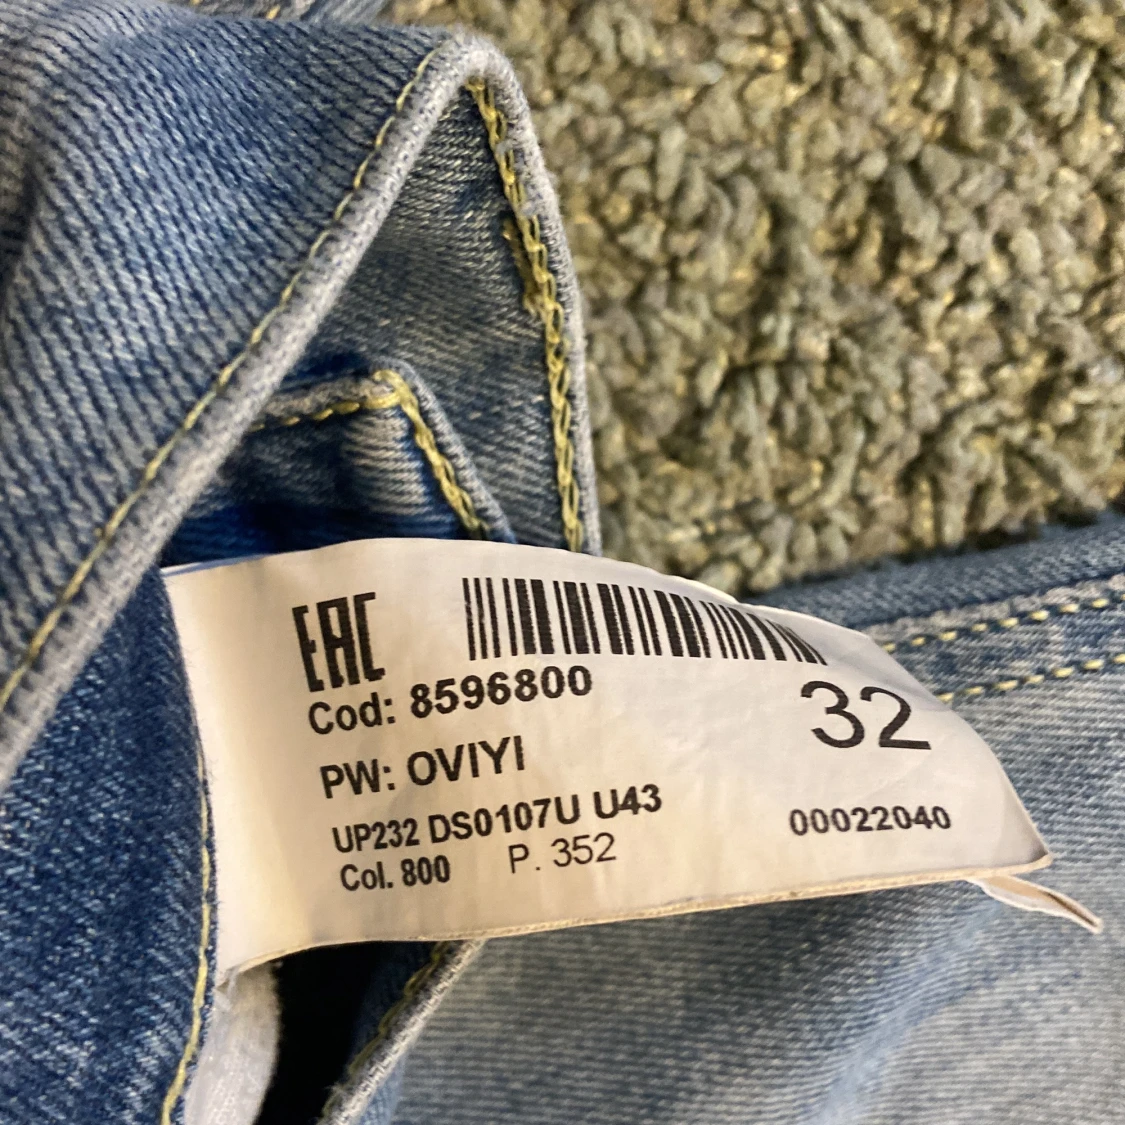 EAC
Cod: 8596800
32
PW: OVIYI
UP232 DS0107U U43
00022040
Col. 800 P. 352